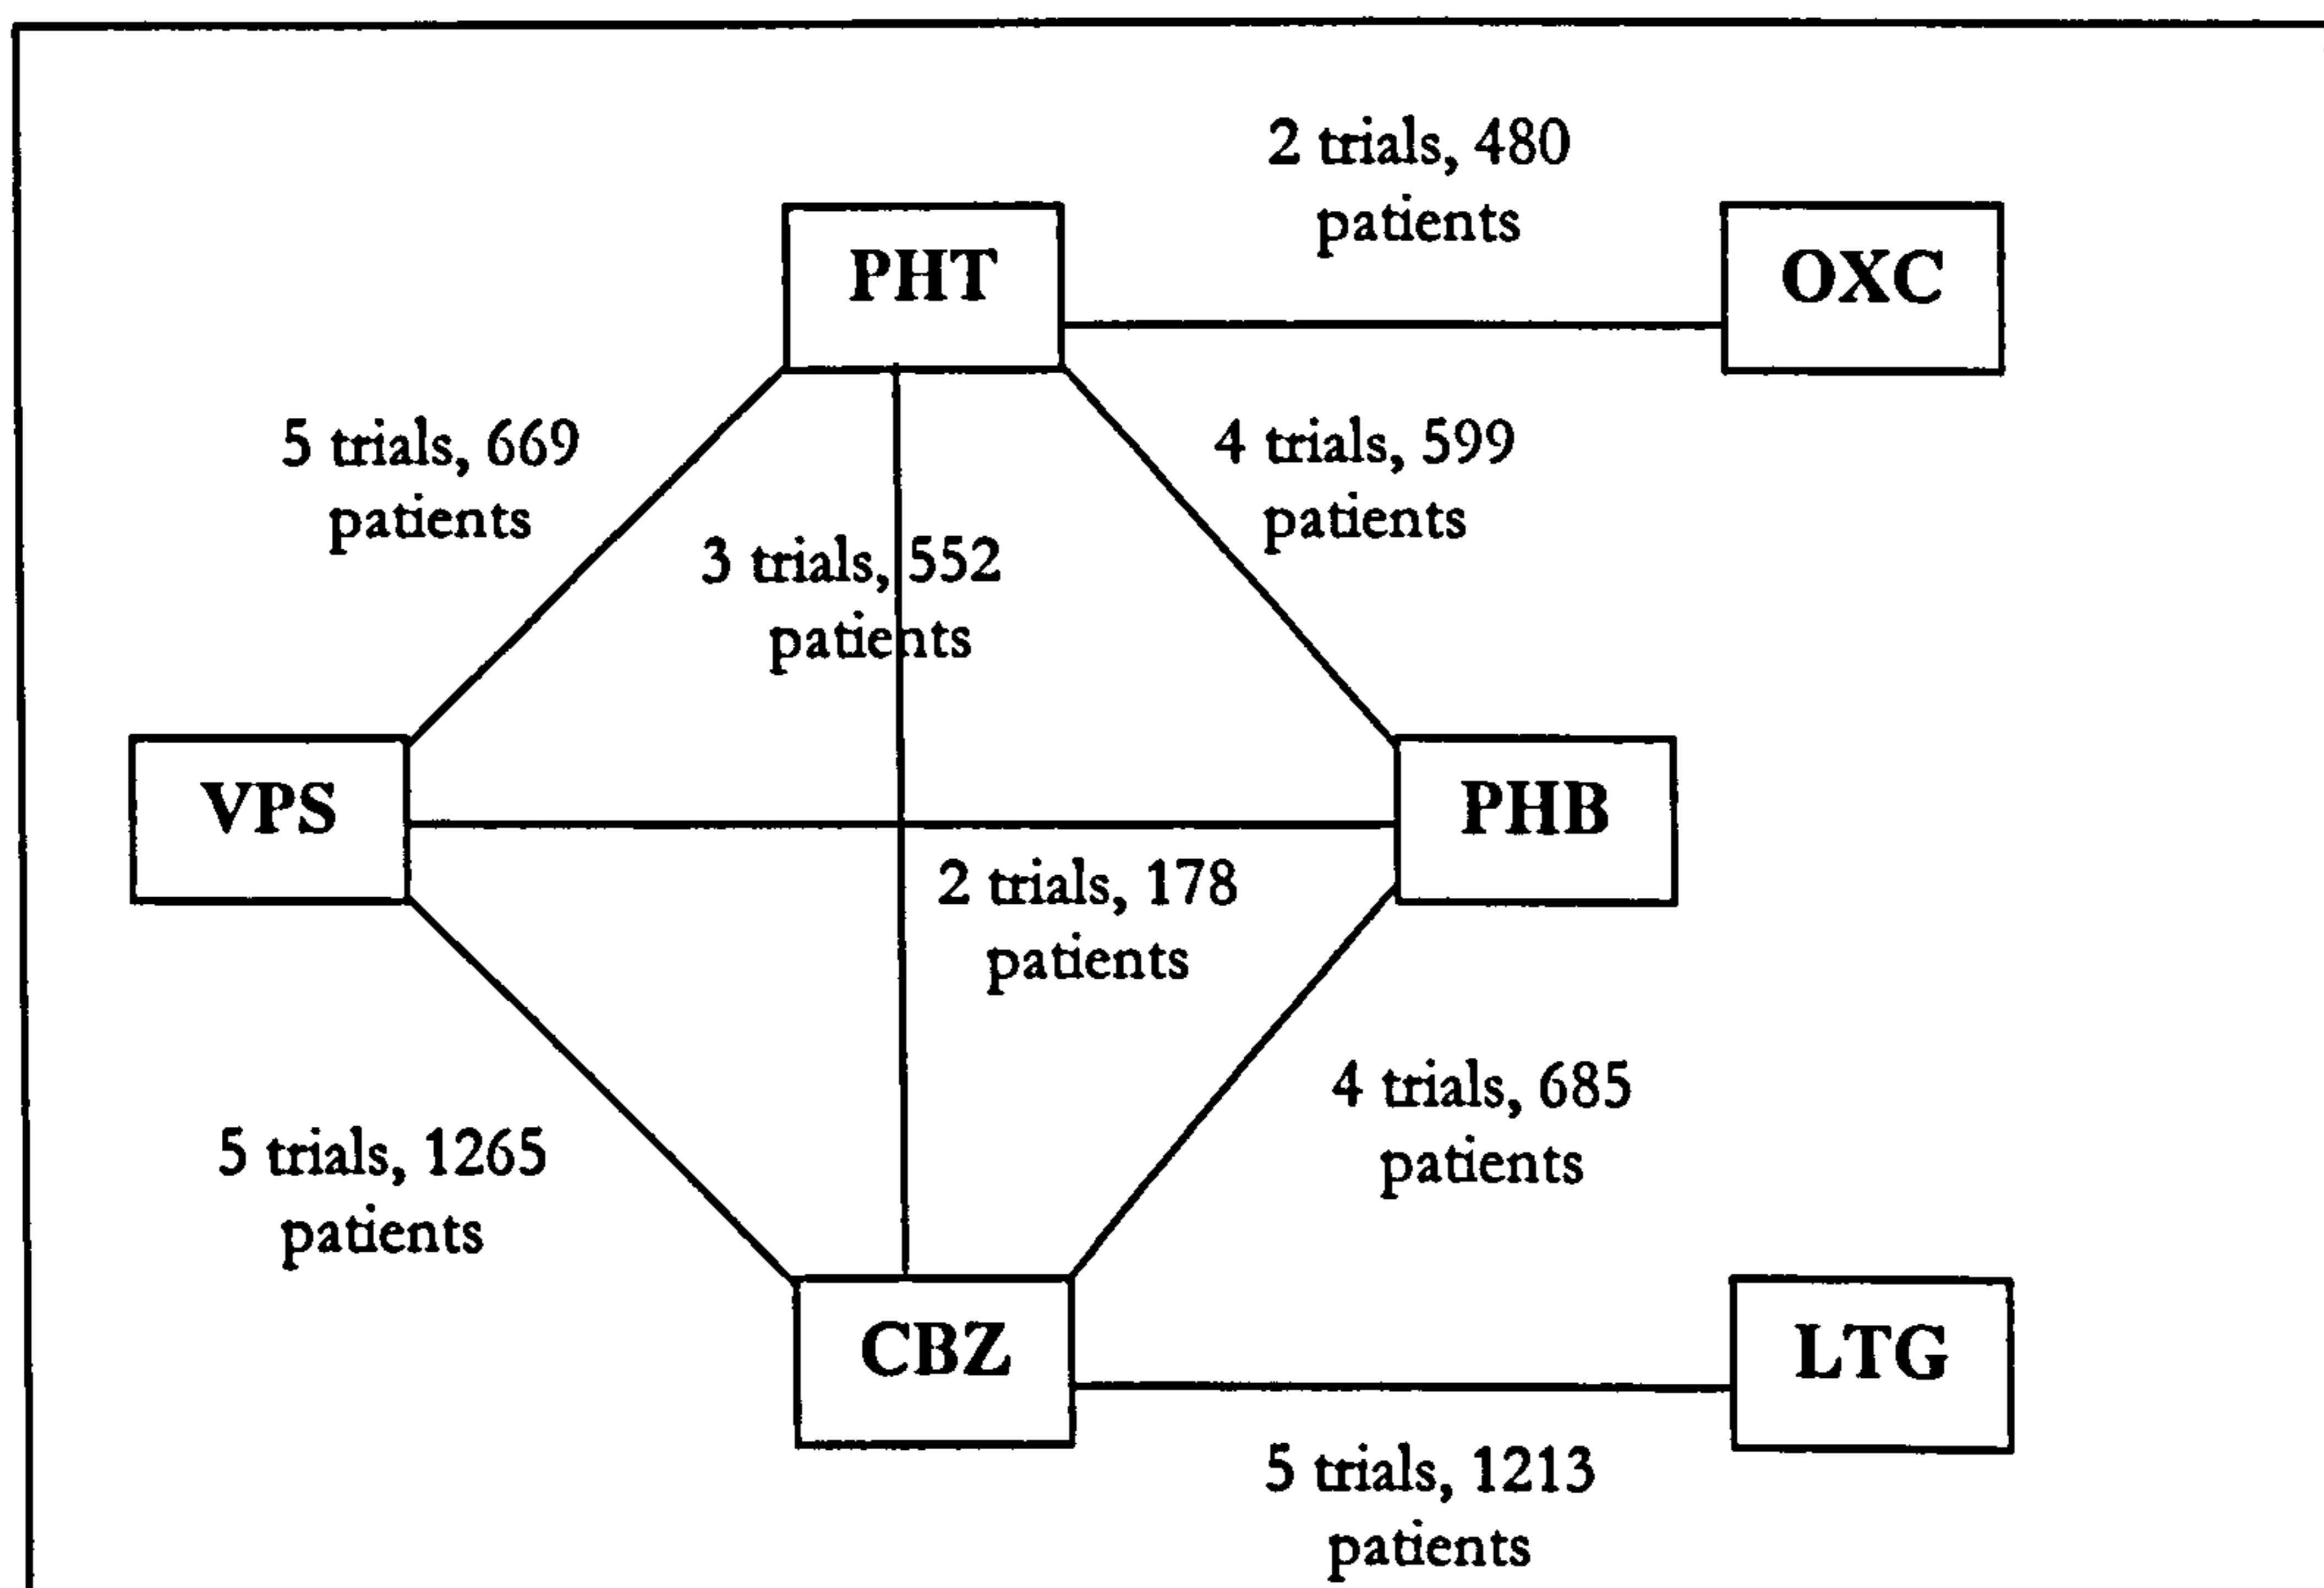 2 trials, 480
patients
PHT
OXC
5 trials, 669
patients
4 trials, 599
patients
3 trials, 552
patients
VPS
PHB
2 trials, 178
patients
4 trials, 685
patients
5 trials, 1265
patients
CBZ
LTG
5 trials, 1213
patients